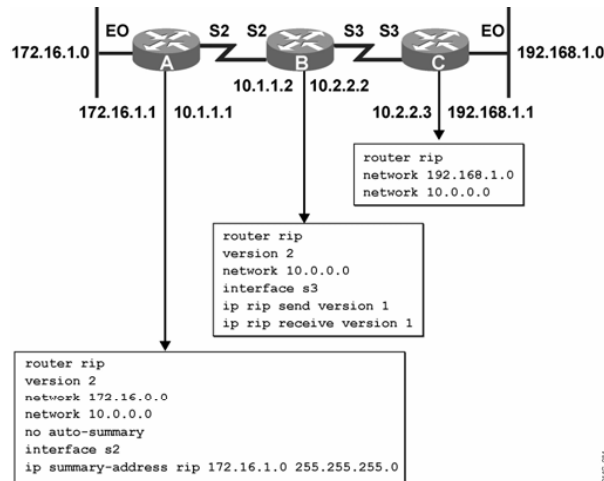 EO S2 S2 S3 S3 EO
172.16.1.0 A B C 192.168.1.0
10.1.1.2 10.2.2.2
172.16.1.1 10.1.1.1 10.2.2.3 192.168.1.1
router rip
network 192.168.1.0
network 10.0.0.0
router rip
version 2
network 10.0.0.0
interface s3
ip rip send version 1
ip rip receive version 1
router rip
version 2
network 172.16.0.0
network 10.0.0.0
no auto-summary
interface s2
ip summary-address rip 172.16.1.0 255.255.255.0